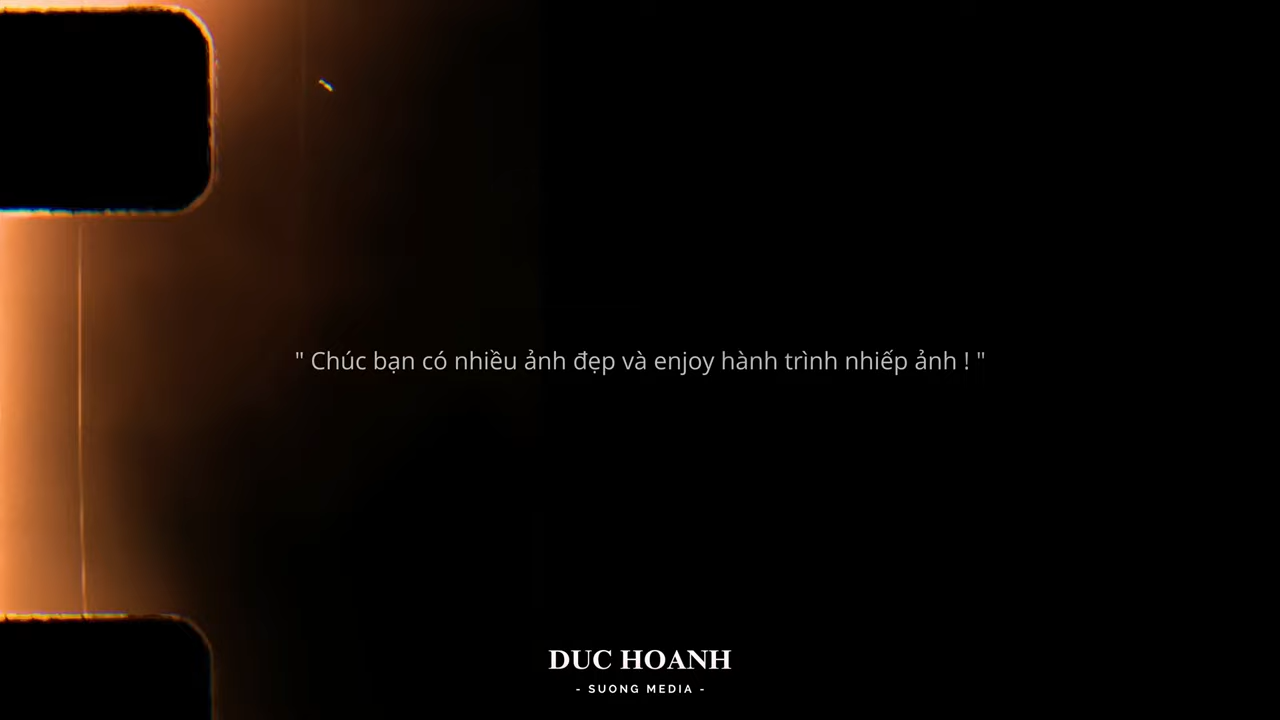 " Chúc bạn có nhiều ảnh đẹp và enjoy hành trình nhiếp ảnh ! "
DUC HOANH
- SUONG MEDIA -